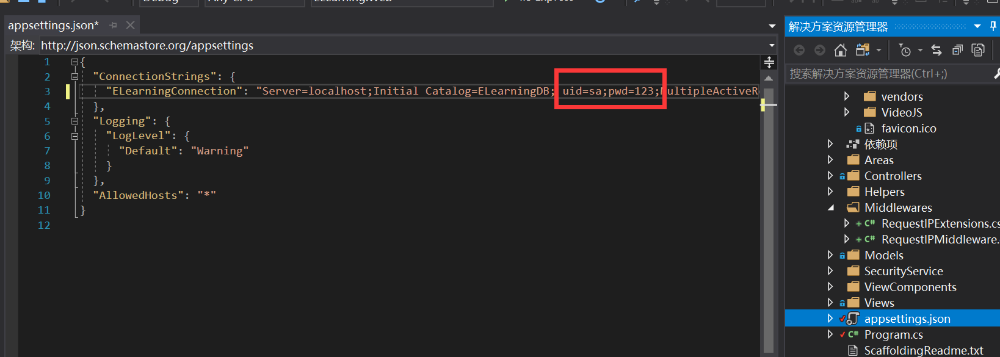 appsettings.json*
架构: http://json.schemastore.org/appsettings
1 {
2 "ConnectionStrings": {
3 "ELearningConnection": "Server=localhost;Initial Catalog=ELearningDB; uid=sa;pwd=123;MultipleActiveR
4 },
5 "Logging": {
6 "LogLevel": {
7 "Default": "Warning"
8 }
9 },
10 "AllowedHosts": "*"
11 }
12
解决方案资源管理器
搜索解决方案资源管理器(Ctrl+;)
vendors
VideoJS
favicon.ico
依赖项
Areas
Controllers
Helpers
Middlewares
C# RequestIPExtensions.cs
C# RequestIPMiddleware.
Models
SecurityService
ViewComponents
Views
appsettings.json
C# Program.cs
ScaffoldingReadme.txt